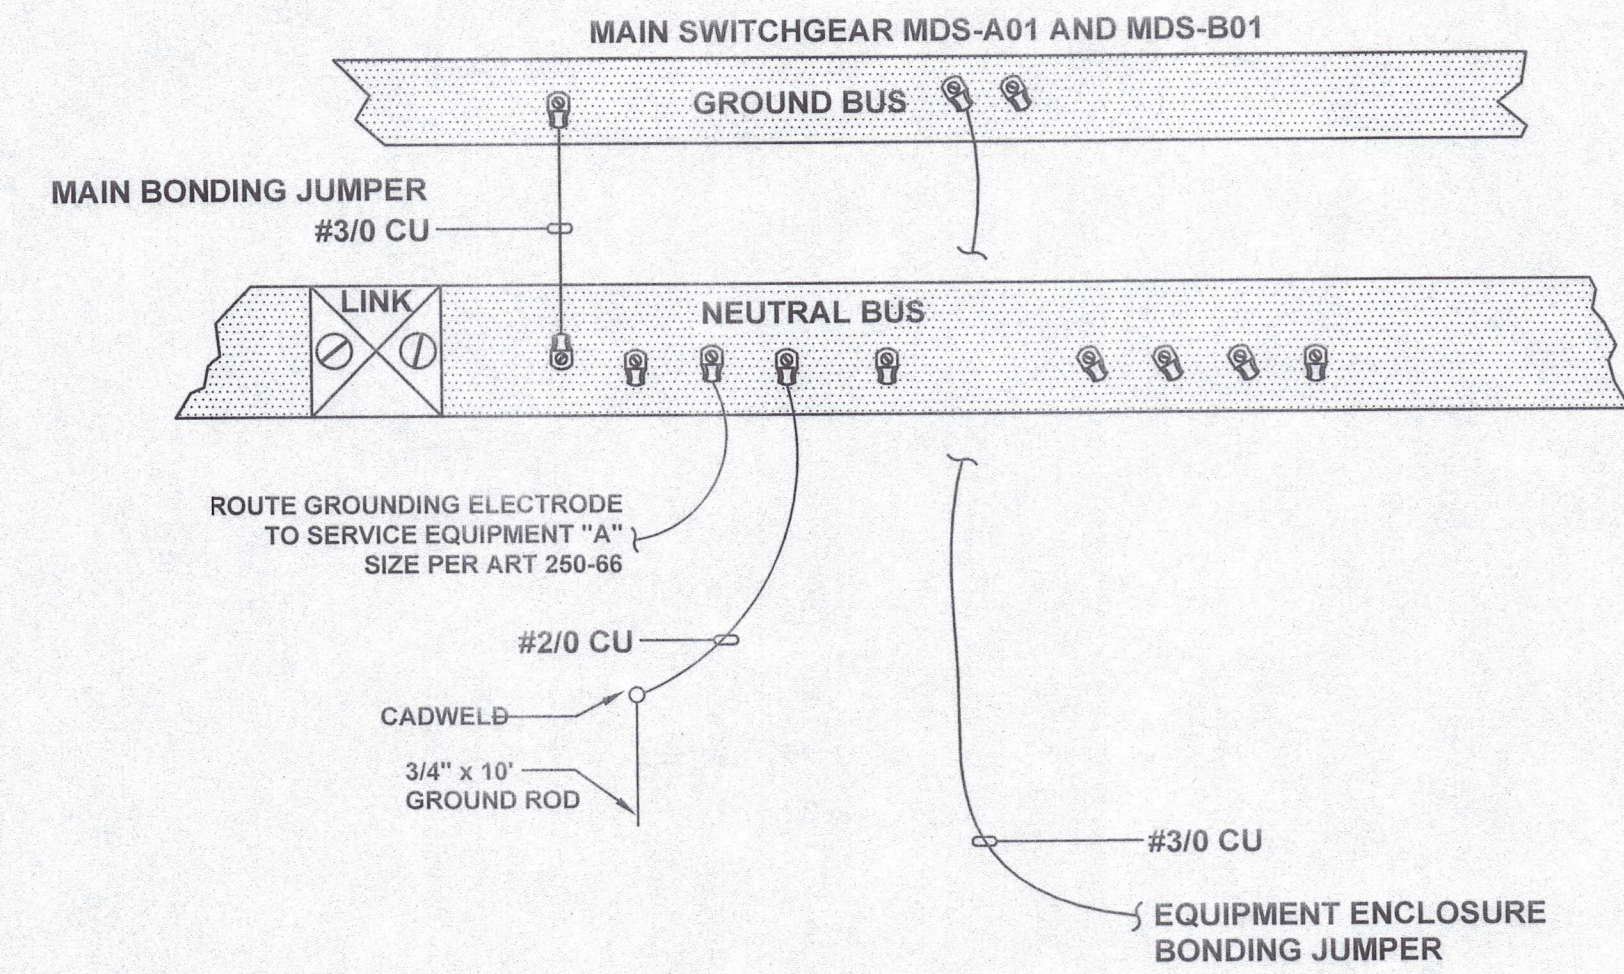 MAIN SWITCHGEAR MDS-A01 AND MDS-B01
GROUND BUS
MAIN BONDING JUMPER
#3/0 CU
LINK
NEUTRAL BUS
ROUTE GROUNDING ELECTRODE
TO SERVICE EQUIPMENT "A"
SIZE PER ART 250-66
#2/0 CU
CADWELD
3/4" x 10'
GROUND ROD
#3/0 CU
EQUIPMENT ENCLOSURE
BONDING JUMPER